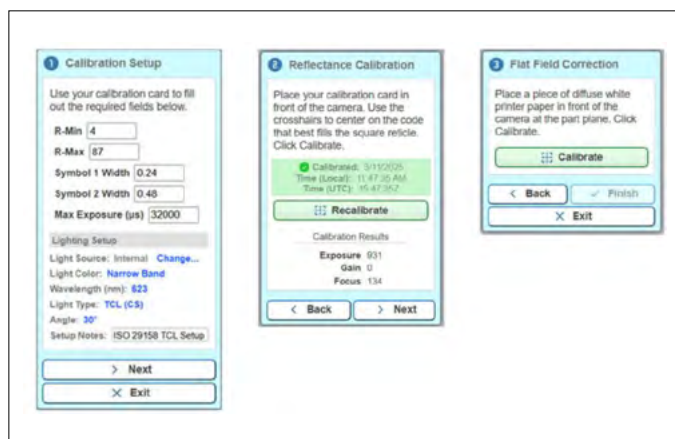 1 Calibration Setup
Use your calibration card to fill
out the required fields below.
R-Min 4
R-Max 87
Symbol 1 Width 0.24
Symbol 2 Width 0.48
Max Exposure (µs) 32000
Lighting Setup
Light Source: Internal Change...
Light Color: Narrow Band
Wavelength (nm): 623
Light Type: TCL (CS)
Angle: 30°
Setup Notes: ISO 29158 TCL Setup
> Next
X Exit
2 Reflectance Calibration
Place your calibration card in
front of the camera. Use the
crosshairs to center on the code
that best fills the square reticle.
Click Calibrate.
Calibrated: 3/11/2025
Time (Local): 11:47:35 AM
Time (UTC): 15:47:35Z
Recalibrate
Calibration Results
Exposure 931
Gain 0
Focus 134
< Back
> Next
3 Flat Field Correction
Place a piece of diffuse white
printer paper in front of the
camera at the part plane. Click
Calibrate.
Calibrate
< Back
Finish
X Exit